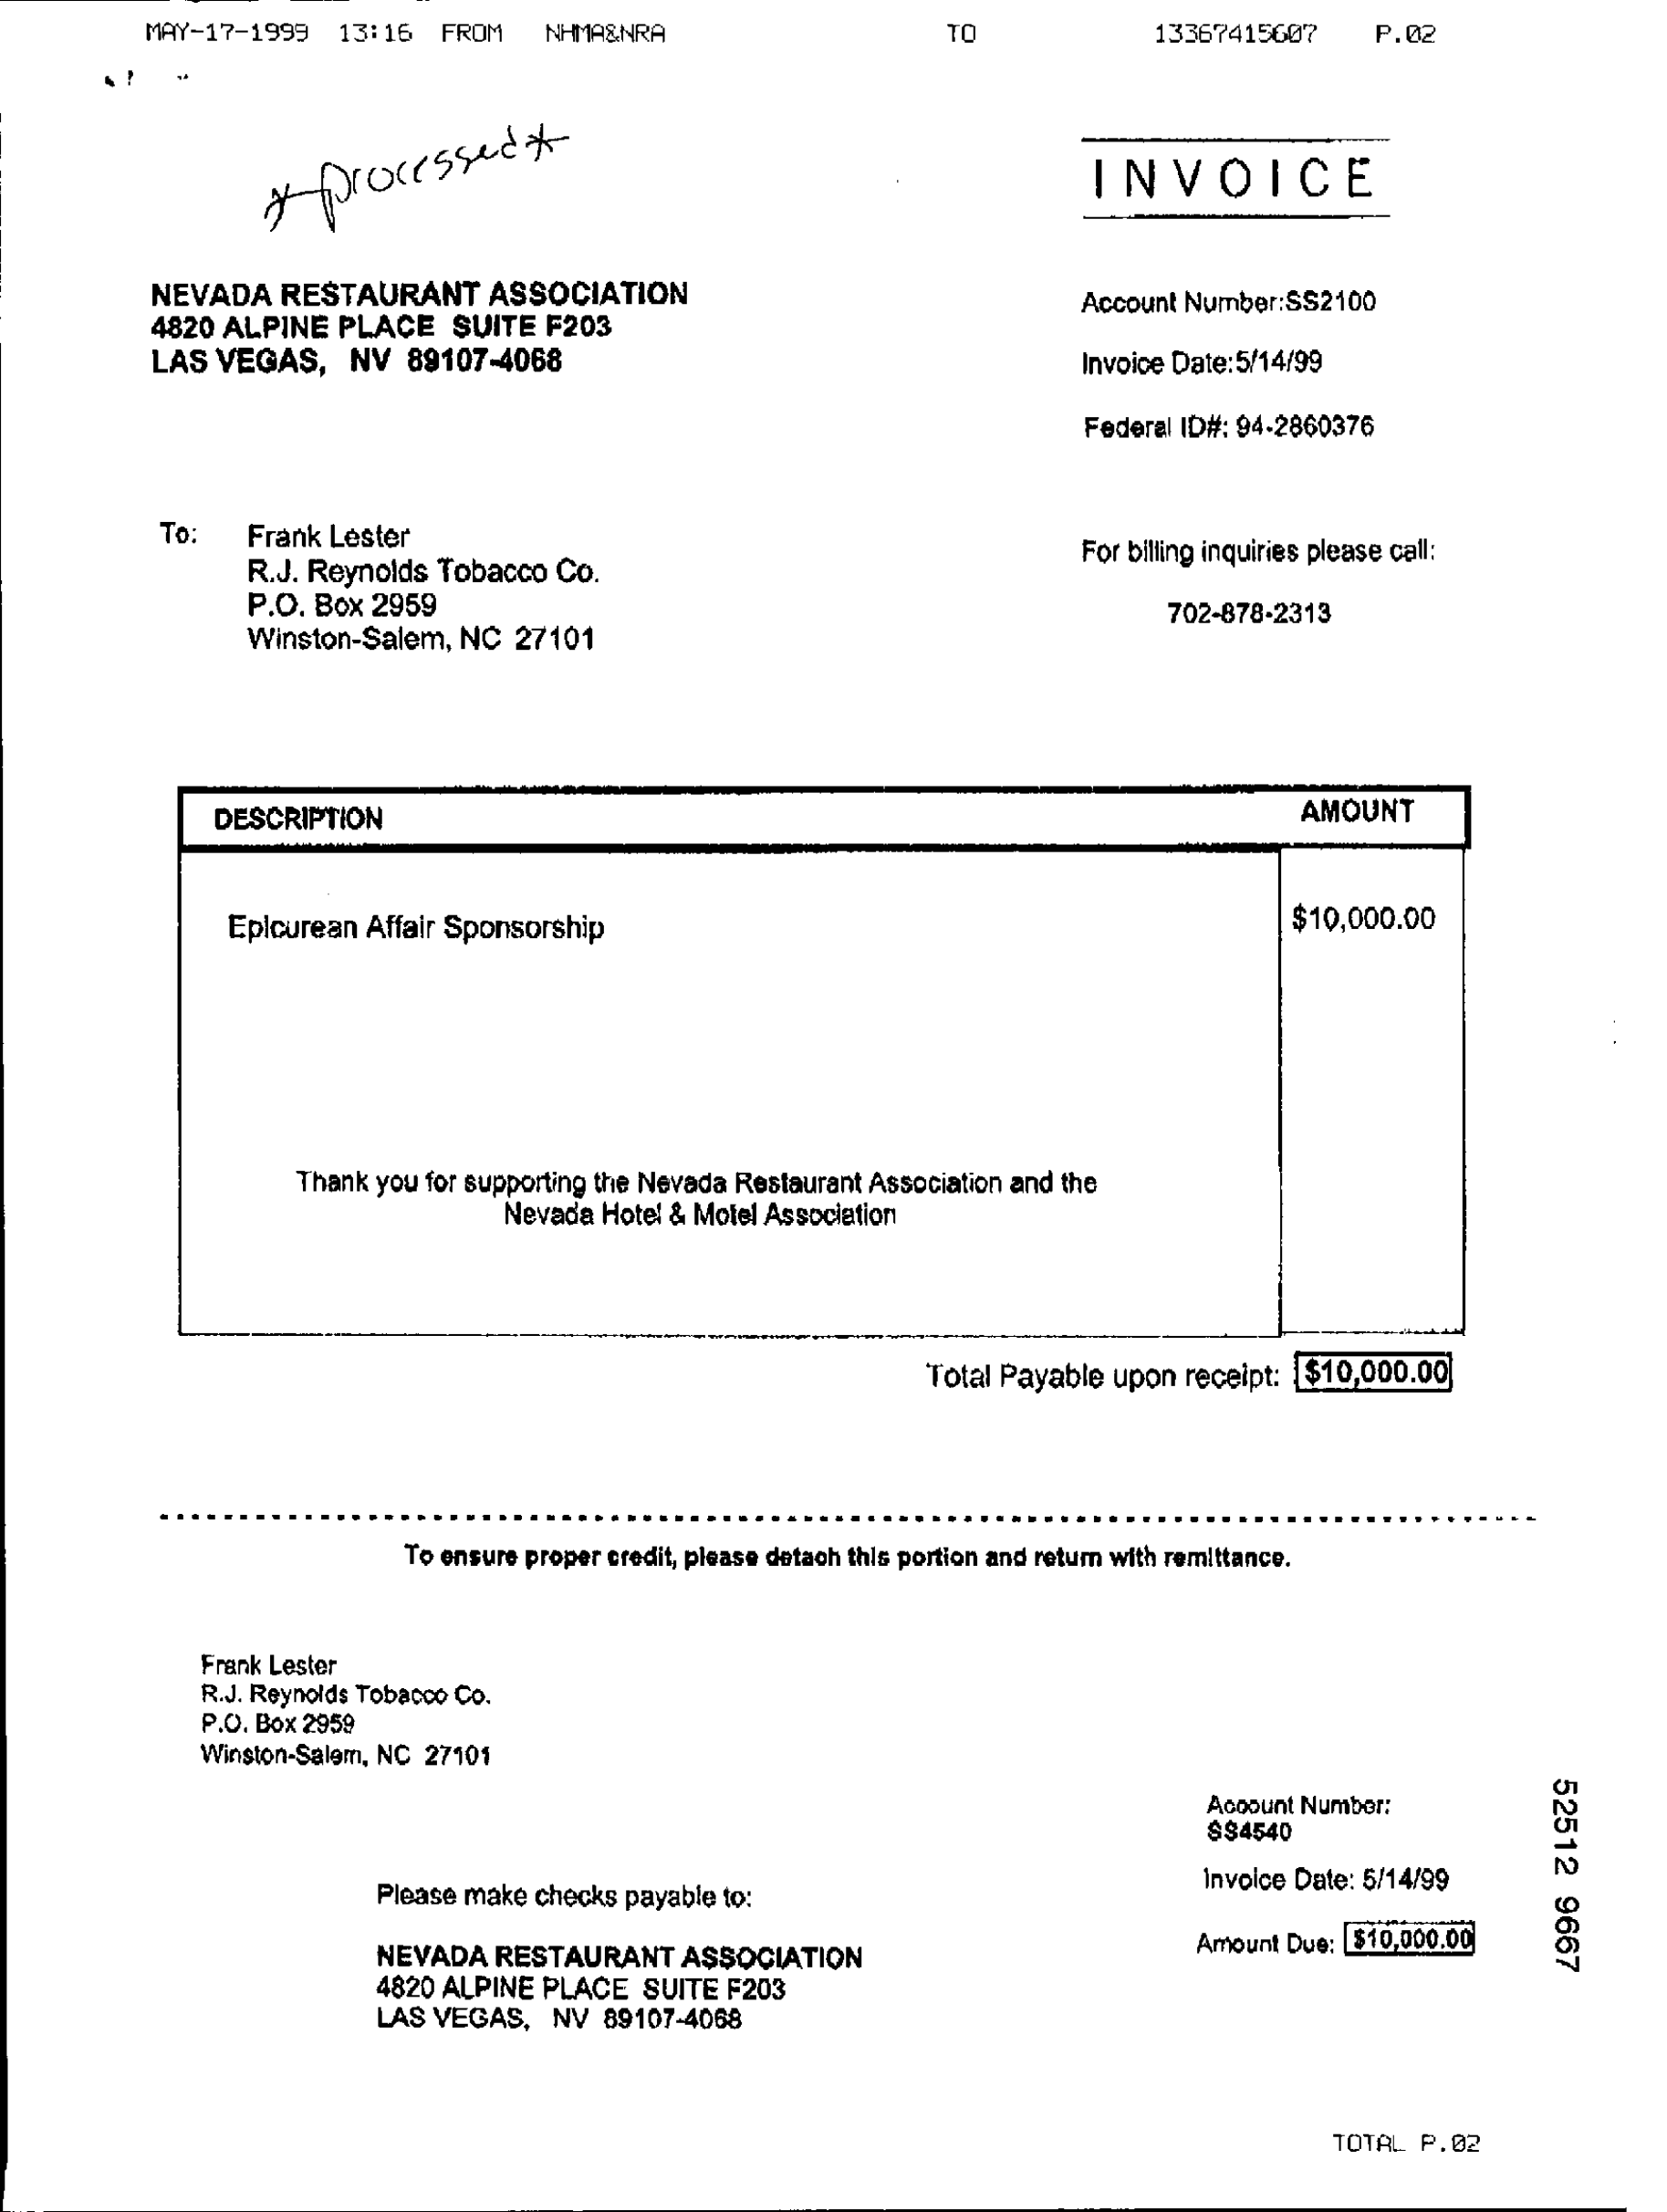 MAY-17-1999 13:16 FROM NHMA&NRA TO 13367415607 P.02
*processed*
INVOICE
NEVADA RESTAURANT ASSOCIATION
4820 ALPINE PLACE SUITE F203
LAS VEGAS, NV 89107-4068
Account Number:SS2100
Invoice Date:5/14/99
Federal ID#: 94-2860376
To: Frank Lester
R.J. Reynolds Tobacco Co.
P.O. Box 2959
Winston-Salem, NC 27101
For billing inquiries please call:
702-878-2313
DESCRIPTION AMOUNT
Epicurean Affair Sponsorship $10,000.00
Thank you for supporting the Nevada Restaurant Association and the
Nevada Hotel & Motel Association
Total Payable upon receipt: $10,000.00
To ensure proper credit, please detach this portion and return with remittance.
Frank Lester
R.J. Reynolds Tobacco Co.
P.O. Box 2959
Winston-Salem, NC 27101
Account Number:
SS4540
Invoice Date: 5/14/99
Amount Due: $10,000.00
Please make checks payable to:
NEVADA RESTAURANT ASSOCIATION
4820 ALPINE PLACE SUITE F203
LAS VEGAS, NV 89107-4068
52512 9667
TOTAL P.02